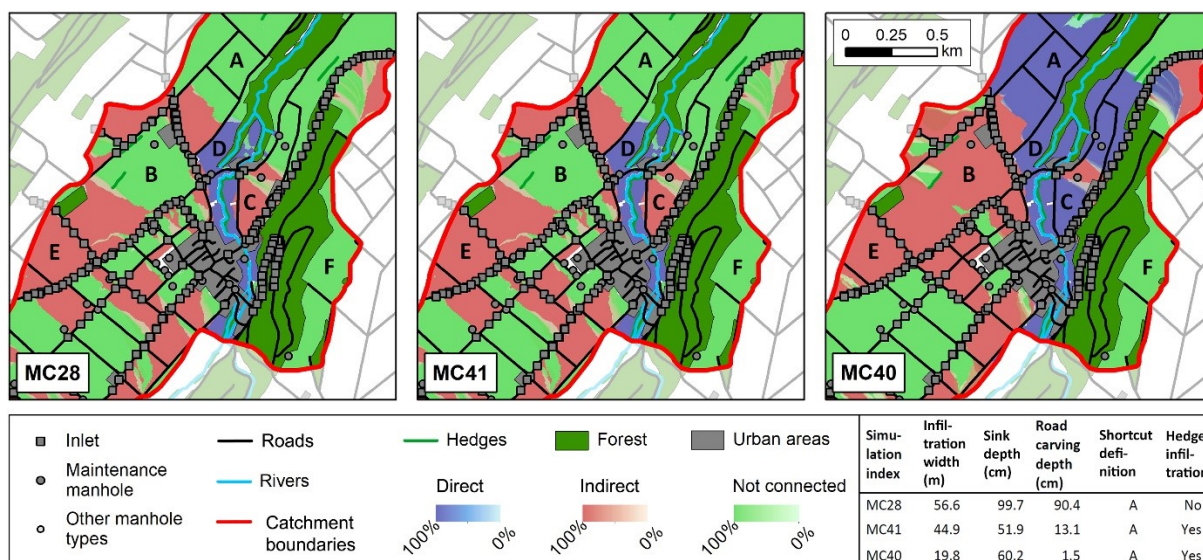 A
B
C
D
E
F
MC28
A
B
C
D
E
F
MC41
0 0.25 0.5
km
A
B
C
D
E
F
MC40
Inlet
Maintenance
manhole
Other manhole
types
Roads
Rivers
Catchment
boundaries
Hedges
Forest
Urban areas
Direct
100% 0%
Indirect
100% 0%
Not connected
100% 0%
Simu-
lation
index
Infil-
tration
width
(m)
Sink
depth
(cm)
Road
carving
depth
(cm)
Shortcut
defi-
nition
Hedge
infil-
tration
MC28 56.6 99.7 90.4 A No
MC41 44.9 51.9 13.1 A Yes
MC40 19.8 60.2 1.5 A Yes